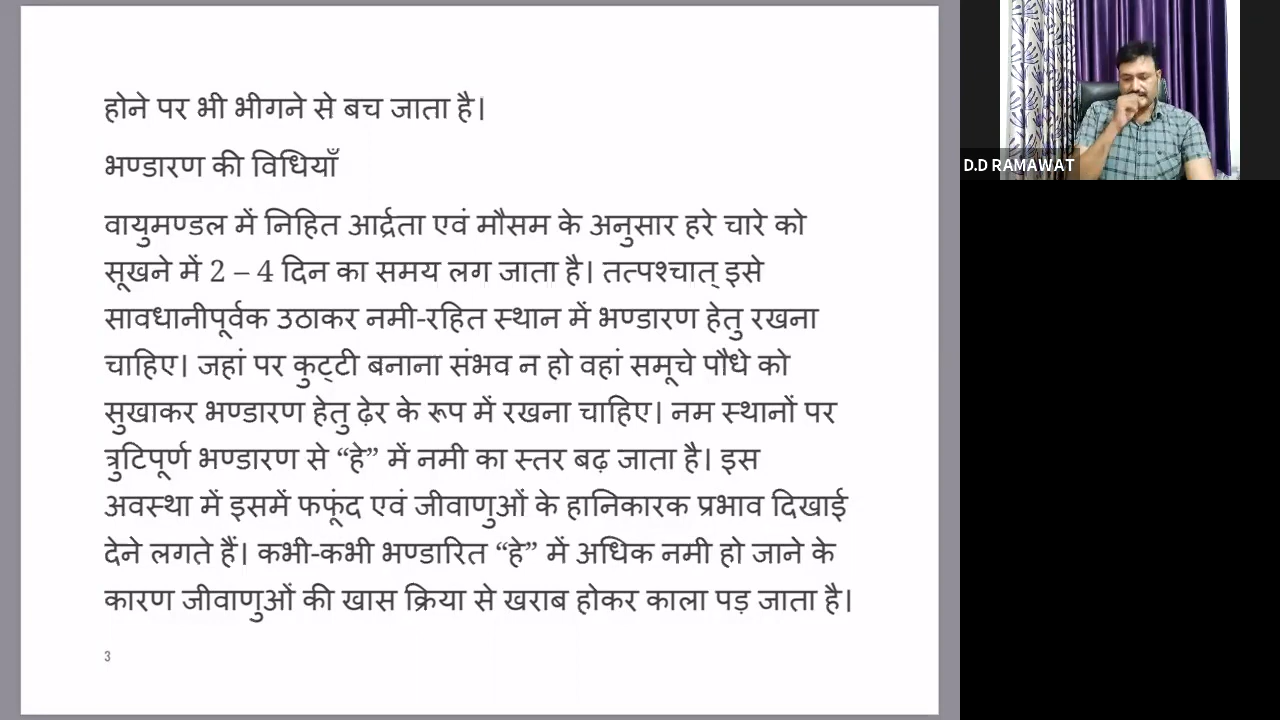 होने पर भी भीगने से बच जाता है।
भण्डारण की विधियाँ
वायुमण्डल में निहित आर्द्रता एवं मौसम के अनुसार हरे चारे को
सूखने में 2 – 4 दिन का समय लग जाता है। तत्पश्चात् इसे
सावधानीपूर्वक उठाकर नमी-रहित स्थान में भण्डारण हेतु रखना
चाहिए। जहां पर कुट्टी बनाना संभव न हो वहां समूचे पौधे को
सुखाकर भण्डारण हेतु ढ़ेर के रूप में रखना चाहिए। नम स्थानों पर
त्रुटिपूर्ण भण्डारण से “हे” में नमी का स्तर बढ़ जाता है। इस
अवस्था में इसमें फफूंद एवं जीवाणुओं के हानिकारक प्रभाव दिखाई
देने लगते हैं। कभी-कभी भण्डारित “हे” में अधिक नमी हो जाने के
कारण जीवाणुओं की खास क्रिया से खराब होकर काला पड़ जाता है।
3
D.D RAMAWAT